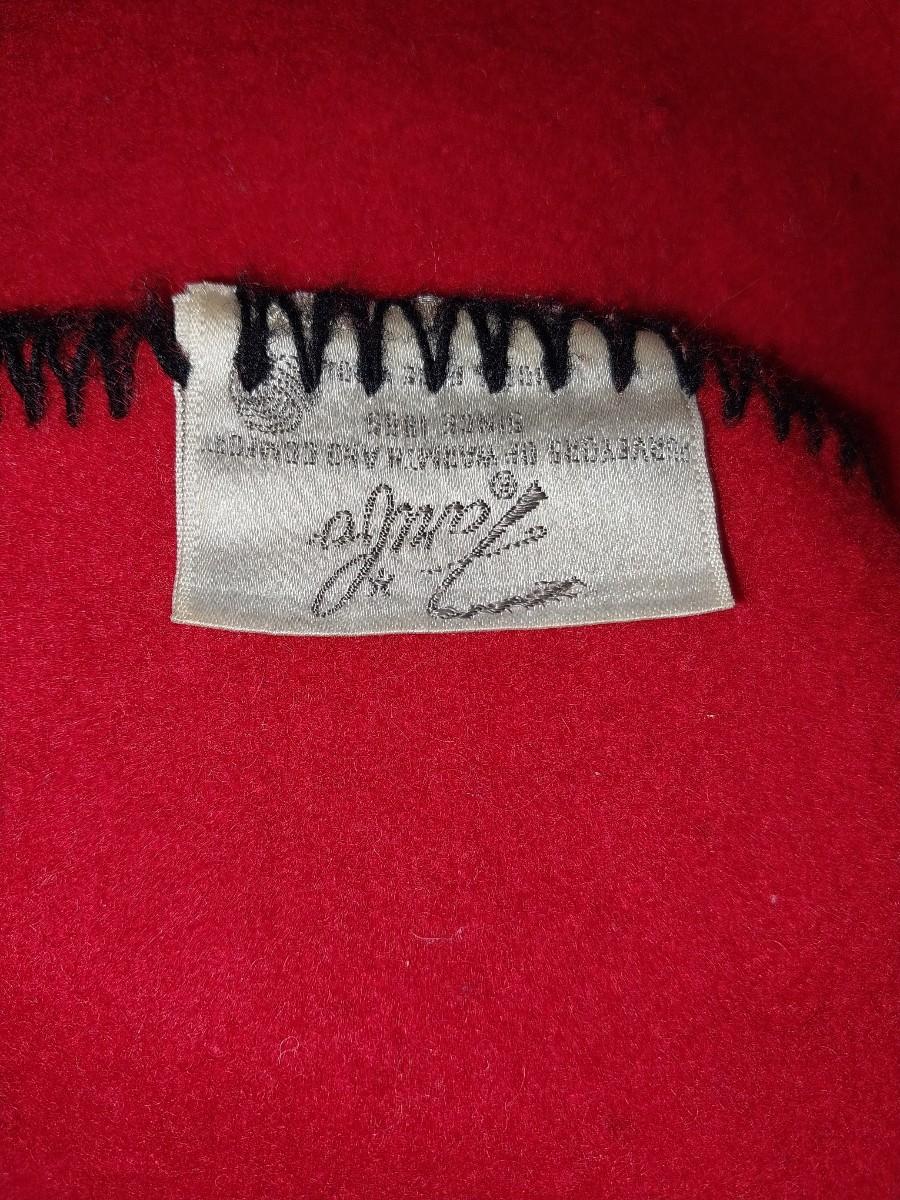 Faribo®
PURVEYORS OF WARMTH AND COMFORT
SINCE 1865